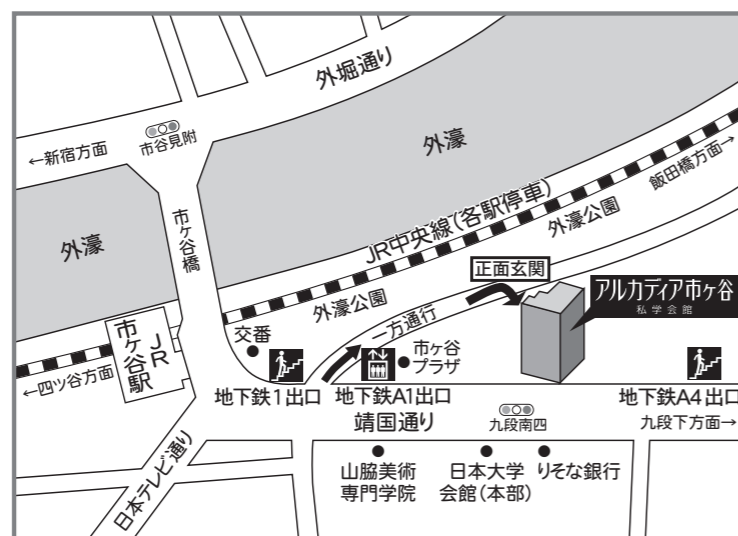 外堀通り
市谷見附
←新宿方面
外濠
飯田橋方面→
市ヶ谷橋
外濠
JR中央線(各駅停車)
外濠公園
正面玄関
アルカディア市ヶ谷
私学会館
外濠公園
一方通行
交番
市ヶ谷
プラザ
JR
市ヶ谷駅
←四ツ谷方面
地下鉄1出口
地下鉄A1出口
地下鉄A4出口
靖国通り
九段南四
九段下方面→
日本テレビ通り
山脇美術
専門学院
日本大学
会館(本部)
りそな銀行